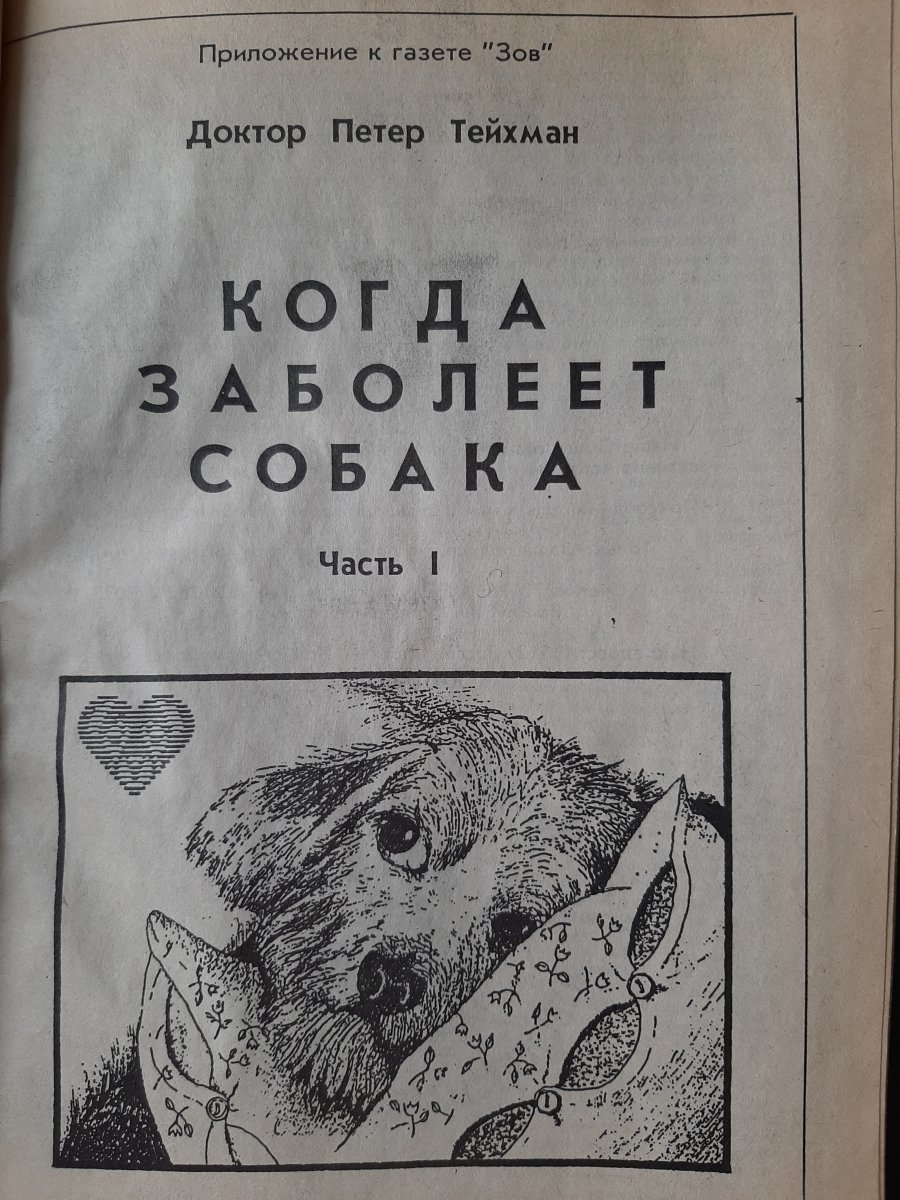 Приложение к газете "Зов"
Доктор Петер Тейхман
КОГДА
ЗАБОЛЕЕТ
СОБАКА
Часть I